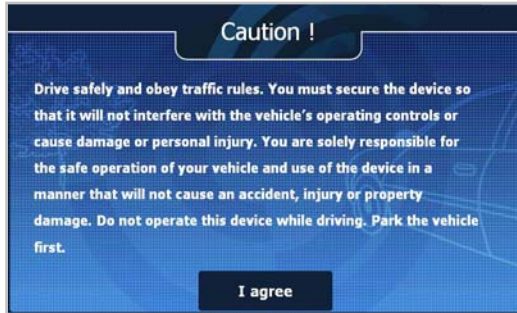 Caution !
Drive safely and obey traffic rules. You must secure the device so
that it will not interfere with the vehicle's operating controls or
cause damage or personal injury. You are solely responsible for
the safe operation of your vehicle and use of the device in a
manner that will not cause an accident, injury or property
damage. Do not operate this device while driving. Park the vehicle
first.
I agree